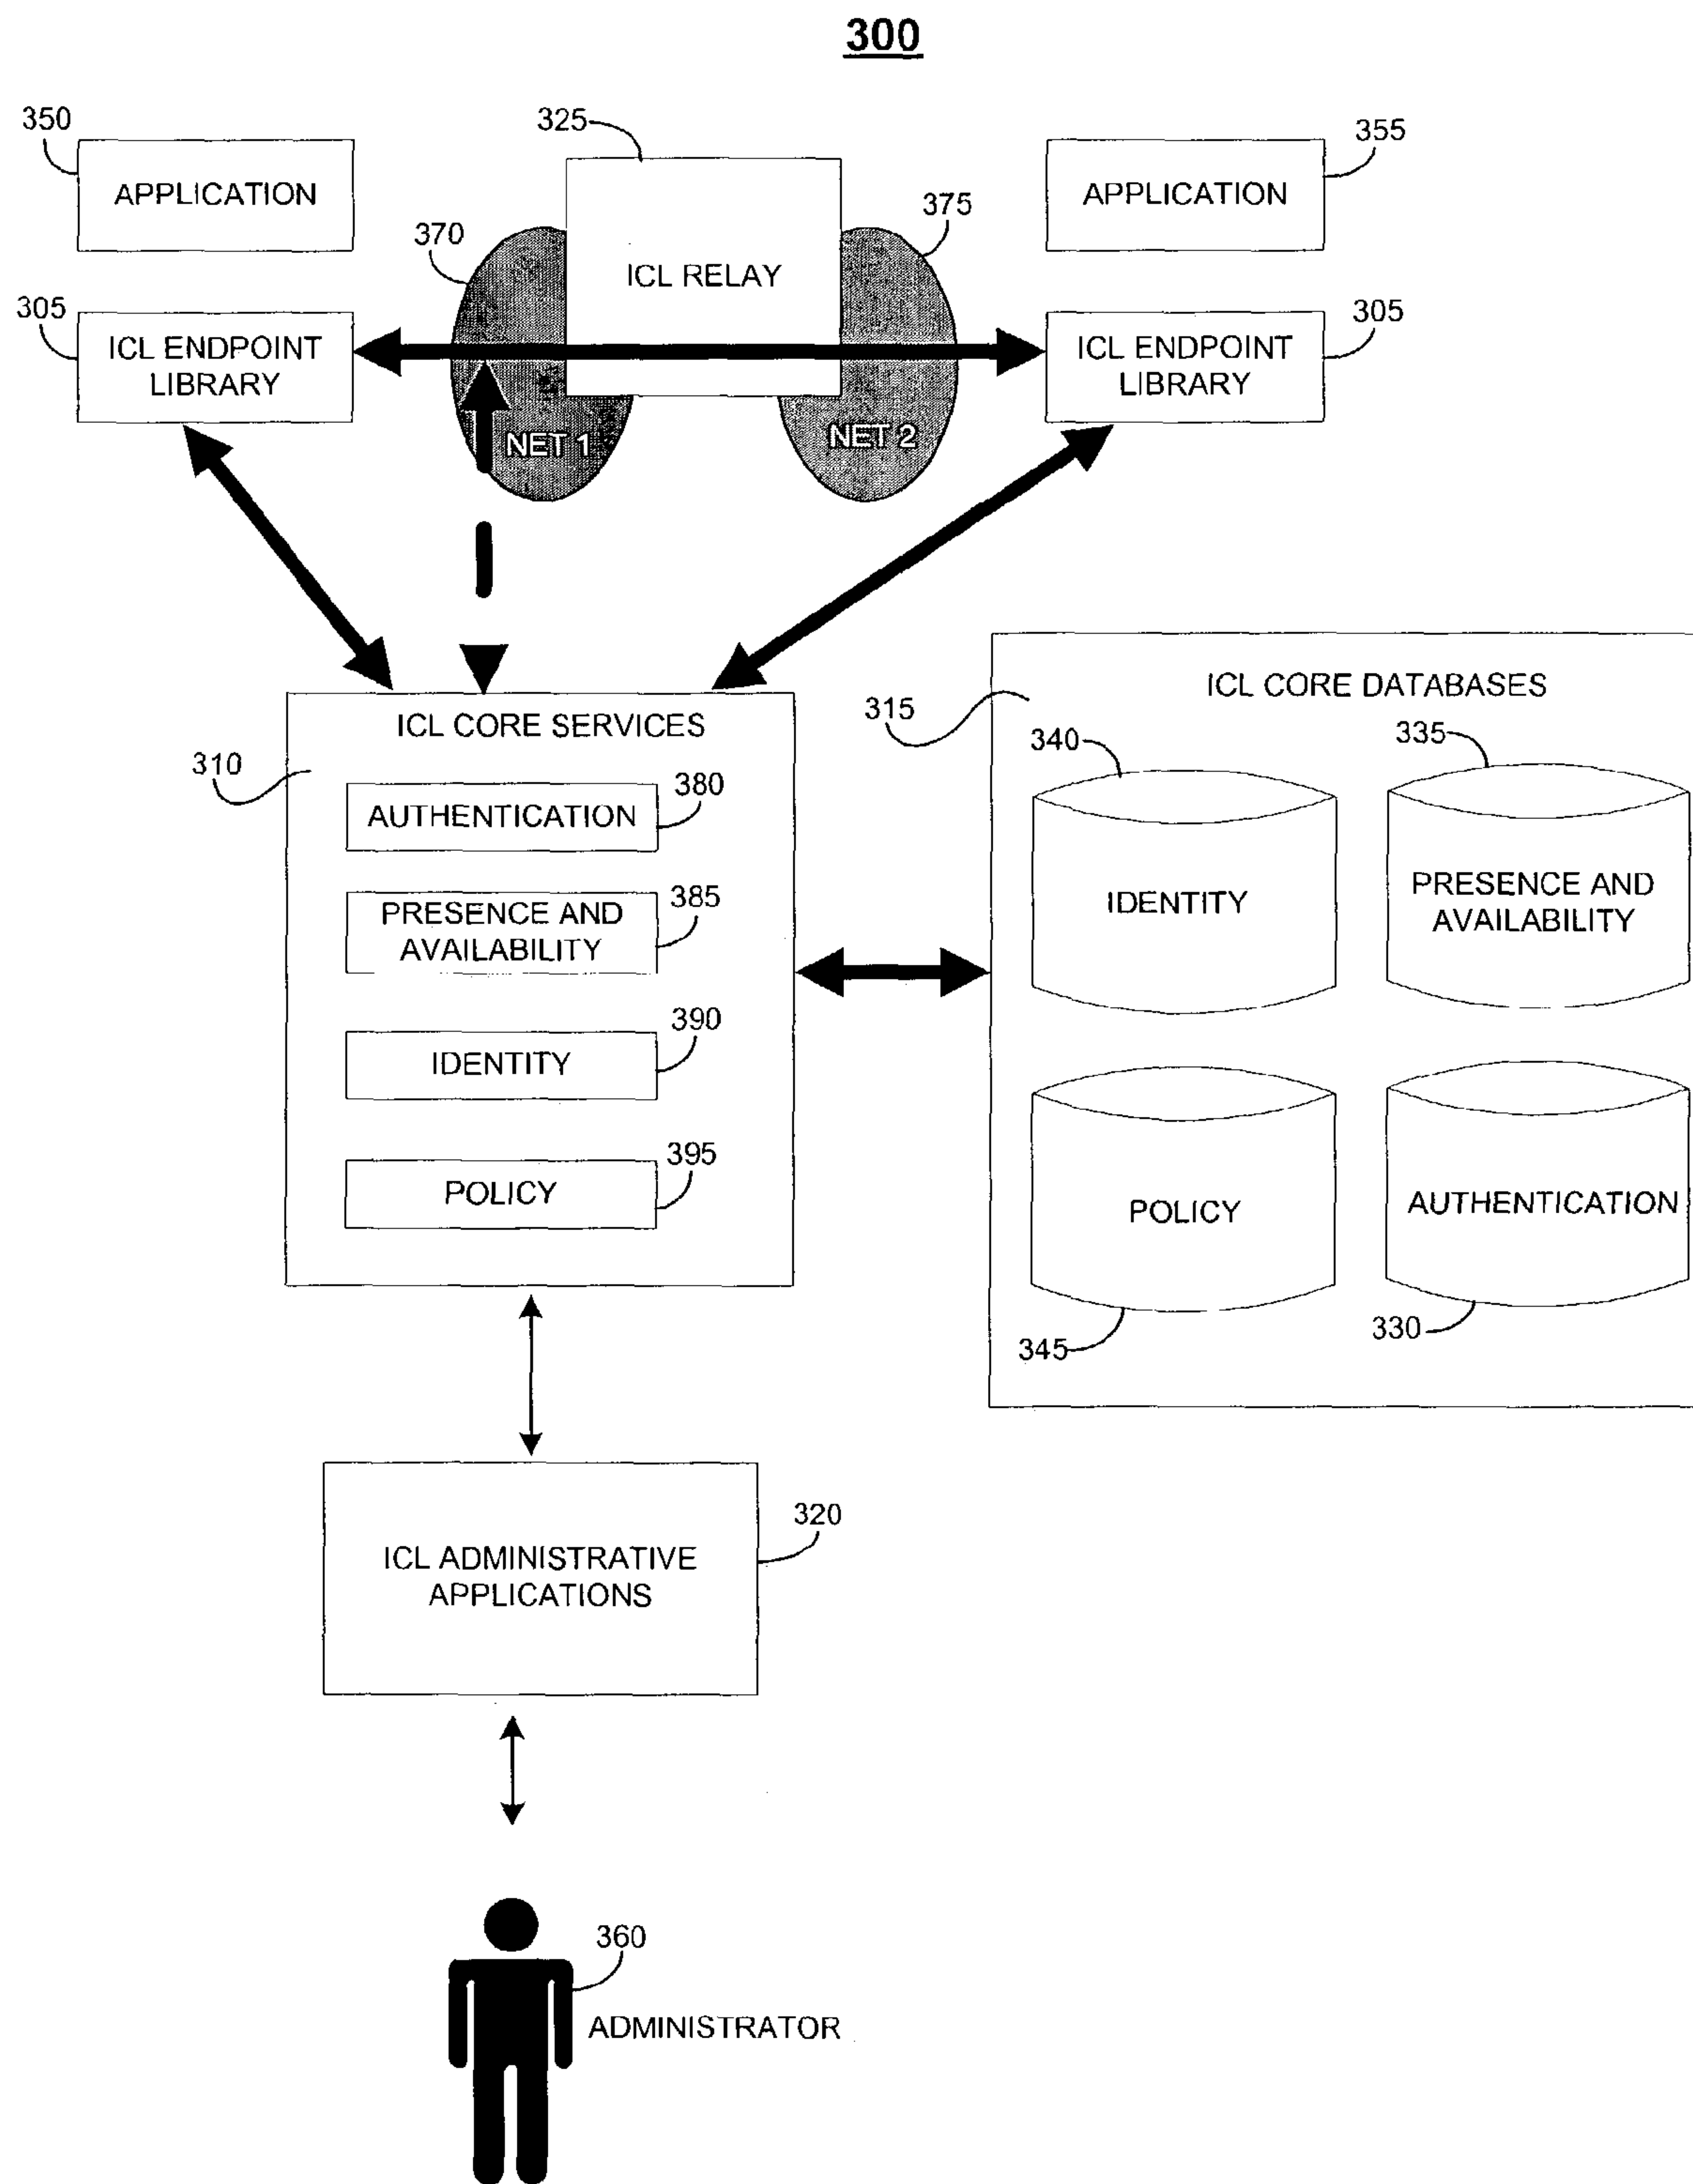 300
350
325
355
APPLICATION
APPLICATION
370
375
ICL RELAY
305
305
ICL ENDPOINT
LIBRARY
ICL ENDPOINT
LIBRARY
NET 1
NET 2
ICL CORE SERVICES
310
AUTHENTICATION
380
PRESENCE AND
AVAILABILITY
385
IDENTITY
390
POLICY
395
ICL CORE DATABASES
315
340
335
IDENTITY
PRESENCE AND
AVAILABILITY
POLICY
AUTHENTICATION
345
330
ICL ADMINISTRATIVE
APPLICATIONS
320
360
ADMINISTRATOR